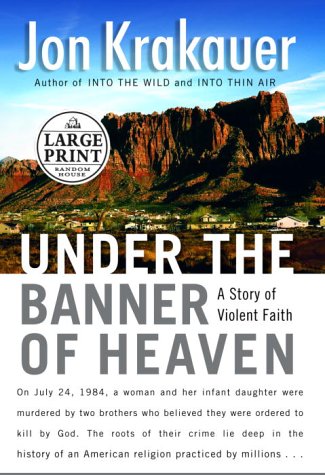 Jon Krakauer
Author of INTO THE WILD and INTO THIN AIR
LARGE
PRINT
RANDOM HOUSE
UNDER THE
BANNER
OF HEAVEN
A Story of
Violent Faith
On July 24, 1984, a woman and her infant daughter were
murdered by two brothers who believed they were ordered to
kill by God. The roots of their crime lie deep in the
history of an American religion practiced by millions . . .